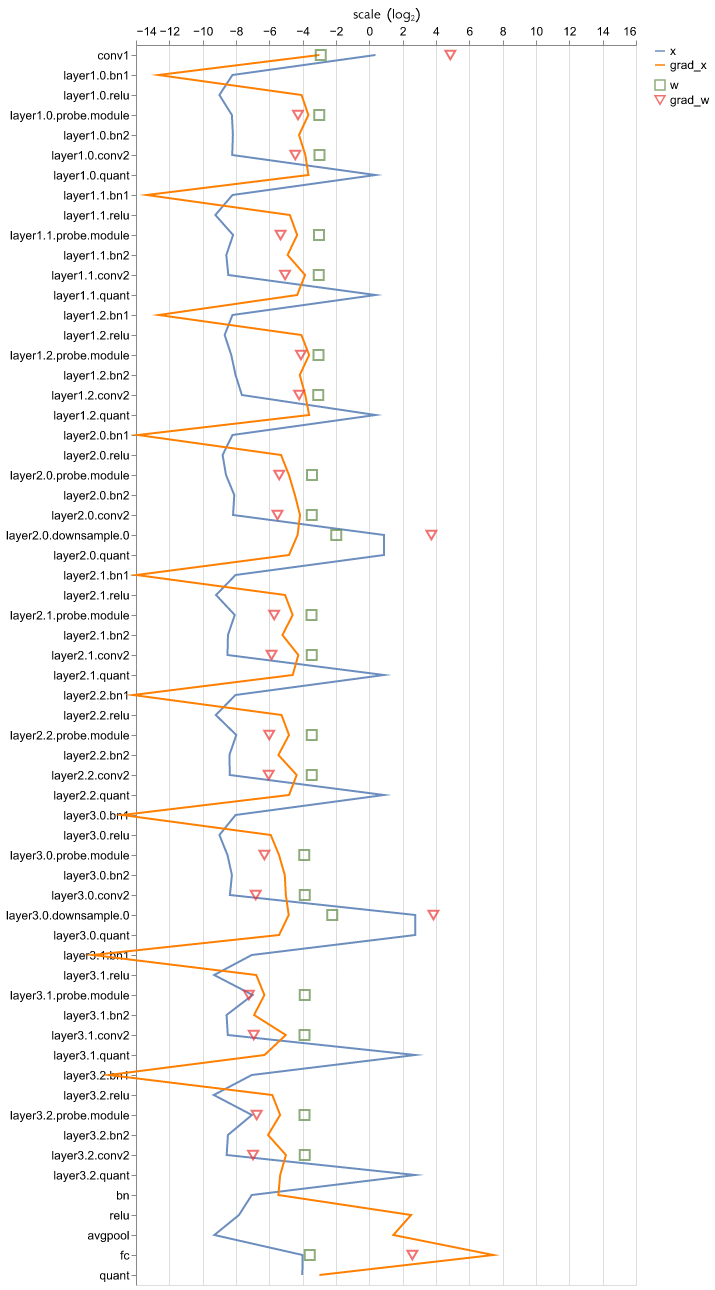 scale (log₂)
−14 −12 −10 −8 −6 −4 −2 0 2 4 6 8 10 12 14 16
x
grad_x
w
grad_w
conv1
layer1.0.bn1
layer1.0.relu
layer1.0.probe.module
layer1.0.bn2
layer1.0.conv2
layer1.0.quant
layer1.1.bn1
layer1.1.relu
layer1.1.probe.module
layer1.1.bn2
layer1.1.conv2
layer1.1.quant
layer1.2.bn1
layer1.2.relu
layer1.2.probe.module
layer1.2.bn2
layer1.2.conv2
layer1.2.quant
layer2.0.bn1
layer2.0.relu
layer2.0.probe.module
layer2.0.bn2
layer2.0.conv2
layer2.0.downsample.0
layer2.0.quant
layer2.1.bn1
layer2.1.relu
layer2.1.probe.module
layer2.1.bn2
layer2.1.conv2
layer2.1.quant
layer2.2.bn1
layer2.2.relu
layer2.2.probe.module
layer2.2.bn2
layer2.2.conv2
layer2.2.quant
layer3.0.bn1
layer3.0.relu
layer3.0.probe.module
layer3.0.bn2
layer3.0.conv2
layer3.0.downsample.0
layer3.0.quant
layer3.1.bn1
layer3.1.relu
layer3.1.probe.module
layer3.1.bn2
layer3.1.conv2
layer3.1.quant
layer3.2.bn1
layer3.2.relu
layer3.2.probe.module
layer3.2.bn2
layer3.2.conv2
layer3.2.quant
bn
relu
avgpool
fc
quant